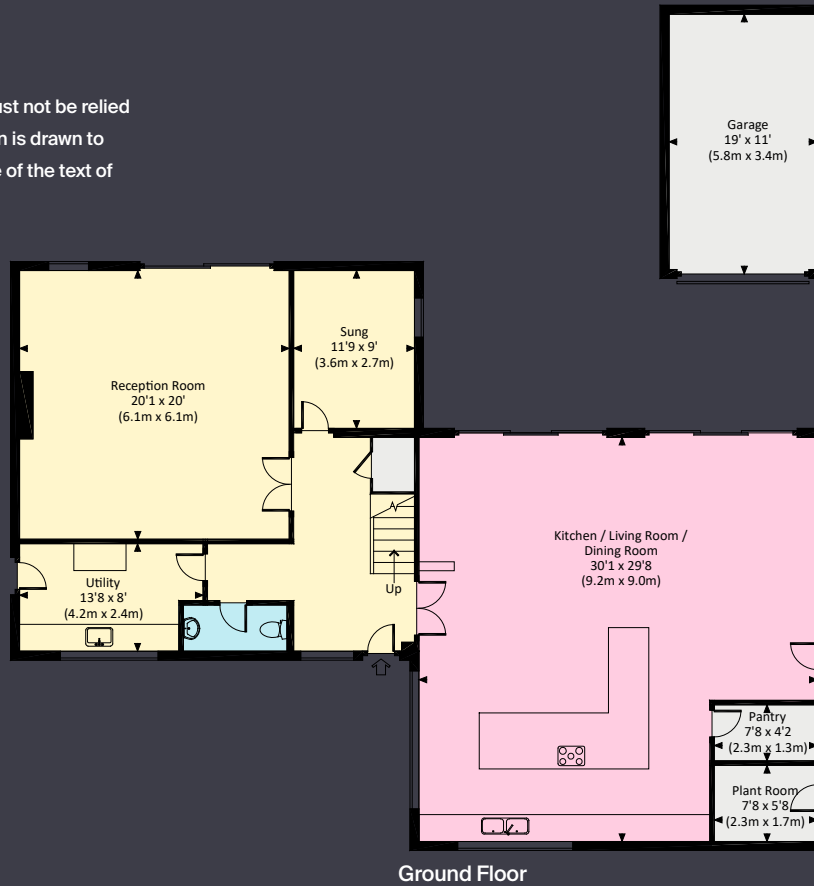 ust not be relied
n is drawn to
e of the text of
Garage
19' x 11'
(5.8m x 3.4m)
Sung
11'9 x 9'
(3.6m x 2.7m)
Reception Room
20'1 x 20'
(6.1m x 6.1m)
Kitchen / Living Room /
Dining Room
30'1 x 29'8
(9.2m x 9.0m)
Utility
13'8 x 8'
(4.2m x 2.4m)
Up
Pantry
7'8 x 4'2
(2.3m x 1.3m)
Plant Room
7'8 x 5'8
(2.3m x 1.7m)
Ground Floor